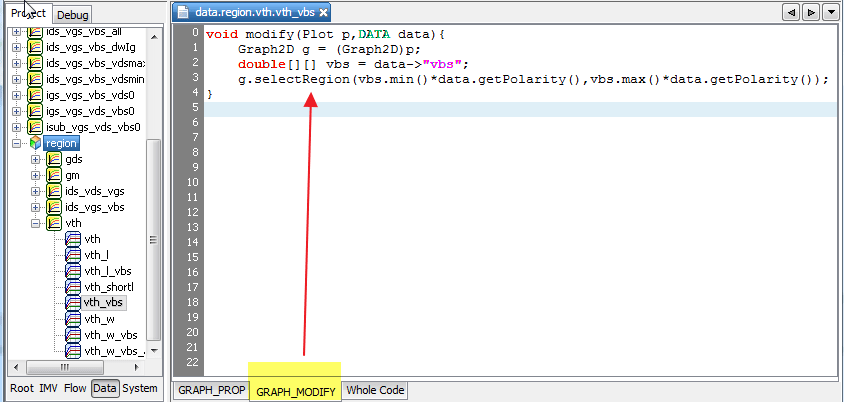 Project Debug
ids_vgs_vbs_all
ids_vgs_vbs_dwlg
ids_vgs_vbs_vdsmax
ids_vgs_vbs_vdsmin
igs_vgs_vbs_vds0
igs_vgs_vds_vbs0
isub_vgs_vds_vbs0
region
gds
gm
ids_vds_vgs
ids_vgs_vbs
vth
vth
vth_l
vth_l_vbs
vth_shortl
vth_vbs
vth_w
vth_w_vbs
vth_w_vbs_
Root IMV Flow Data System
data.region.vth.vth_vbs
0 void modify(Plot p,DATA data){
1 Graph2D g = (Graph2D)p;
2 double[][] vbs = data->"vbs";
3 g.selectRegion(vbs.min()*data.getPolarity(),vbs.max()*data.getPolarity());
4 }
5
6
7
8
9
10
11
12
13
14
15
16
17
18
19
20
21
22
GRAPH_PROP GRAPH_MODIFY Whole Code